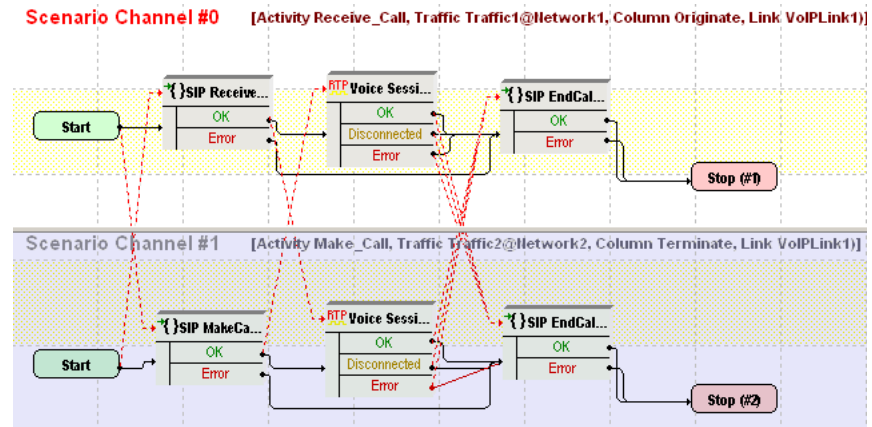 Scenario Channel #0 [Activity Receive_Call, Traffic Traffic1@Network1, Column Originate, Link VoIPLink1)]
{ }SIP Receive... RTP Voice Sessi... { }SIP EndCal...
Start OK OK OK
Error Disconnected Error
Error
Stop (#1)
Scenario Channel #1 [Activity Make_Call, Traffic Traffic2@Network2, Column Terminate, Link VoIPLink1)]
{ }SIP MakeCa... RTP Voice Sessi... { }SIP EndCal...
Start OK OK OK
Error Disconnected Error
Error
Stop (#2)